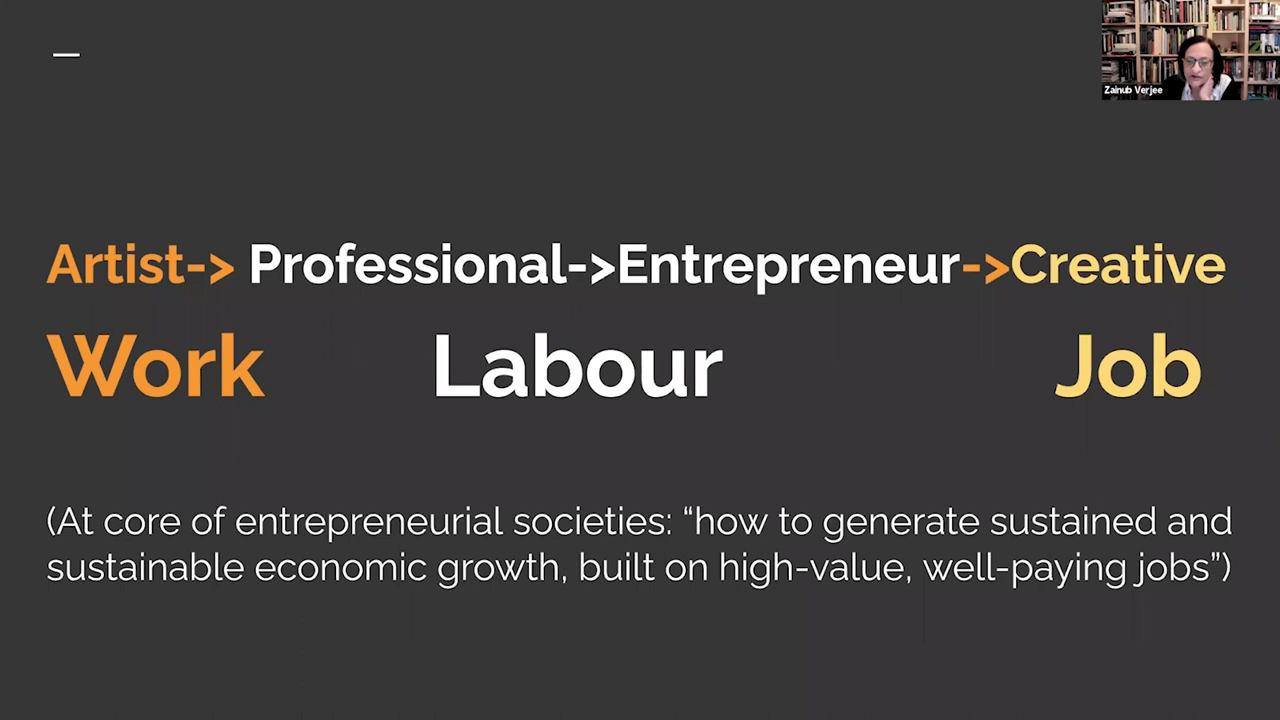 Zainub Verjee
Artist-> Professional->Entrepreneur->Creative
Work Labour Job
(At core of entrepreneurial societies: “how to generate sustained and
sustainable economic growth, built on high-value, well-paying jobs”)